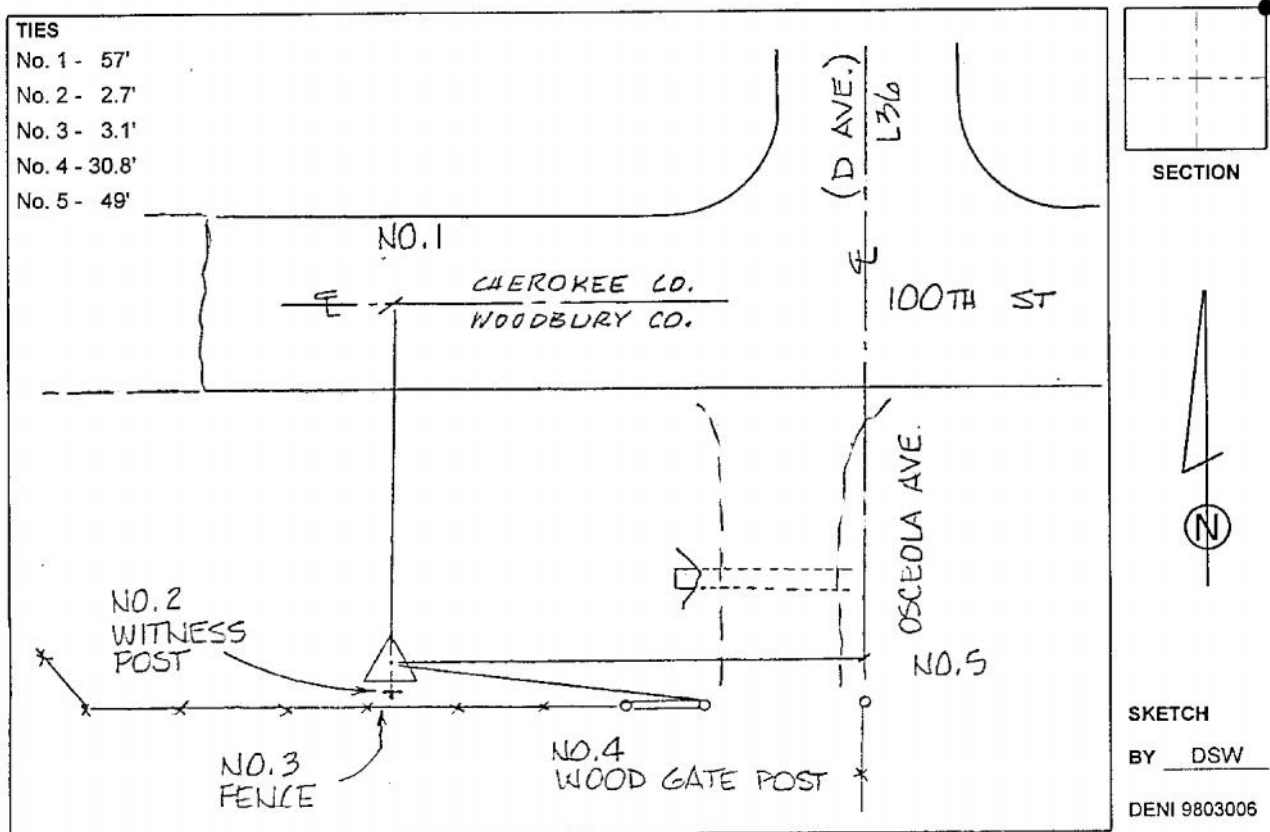 TIES
No. 1 - 57'
No. 2 - 2.7'
No. 3 - 3.1'
No. 4 - 30.8'
No. 5 - 49'
NO.1
CHEROKEE CO.
WOODBURY CO.
(D AVE.)
L36
100TH ST
OSCEOLA AVE.
NO.2
WITNESS
POST
NO.3
FENCE
NO.4
WOOD GATE POST
NO.5
SECTION
N
SKETCH
BY DSW
DENI 9803006